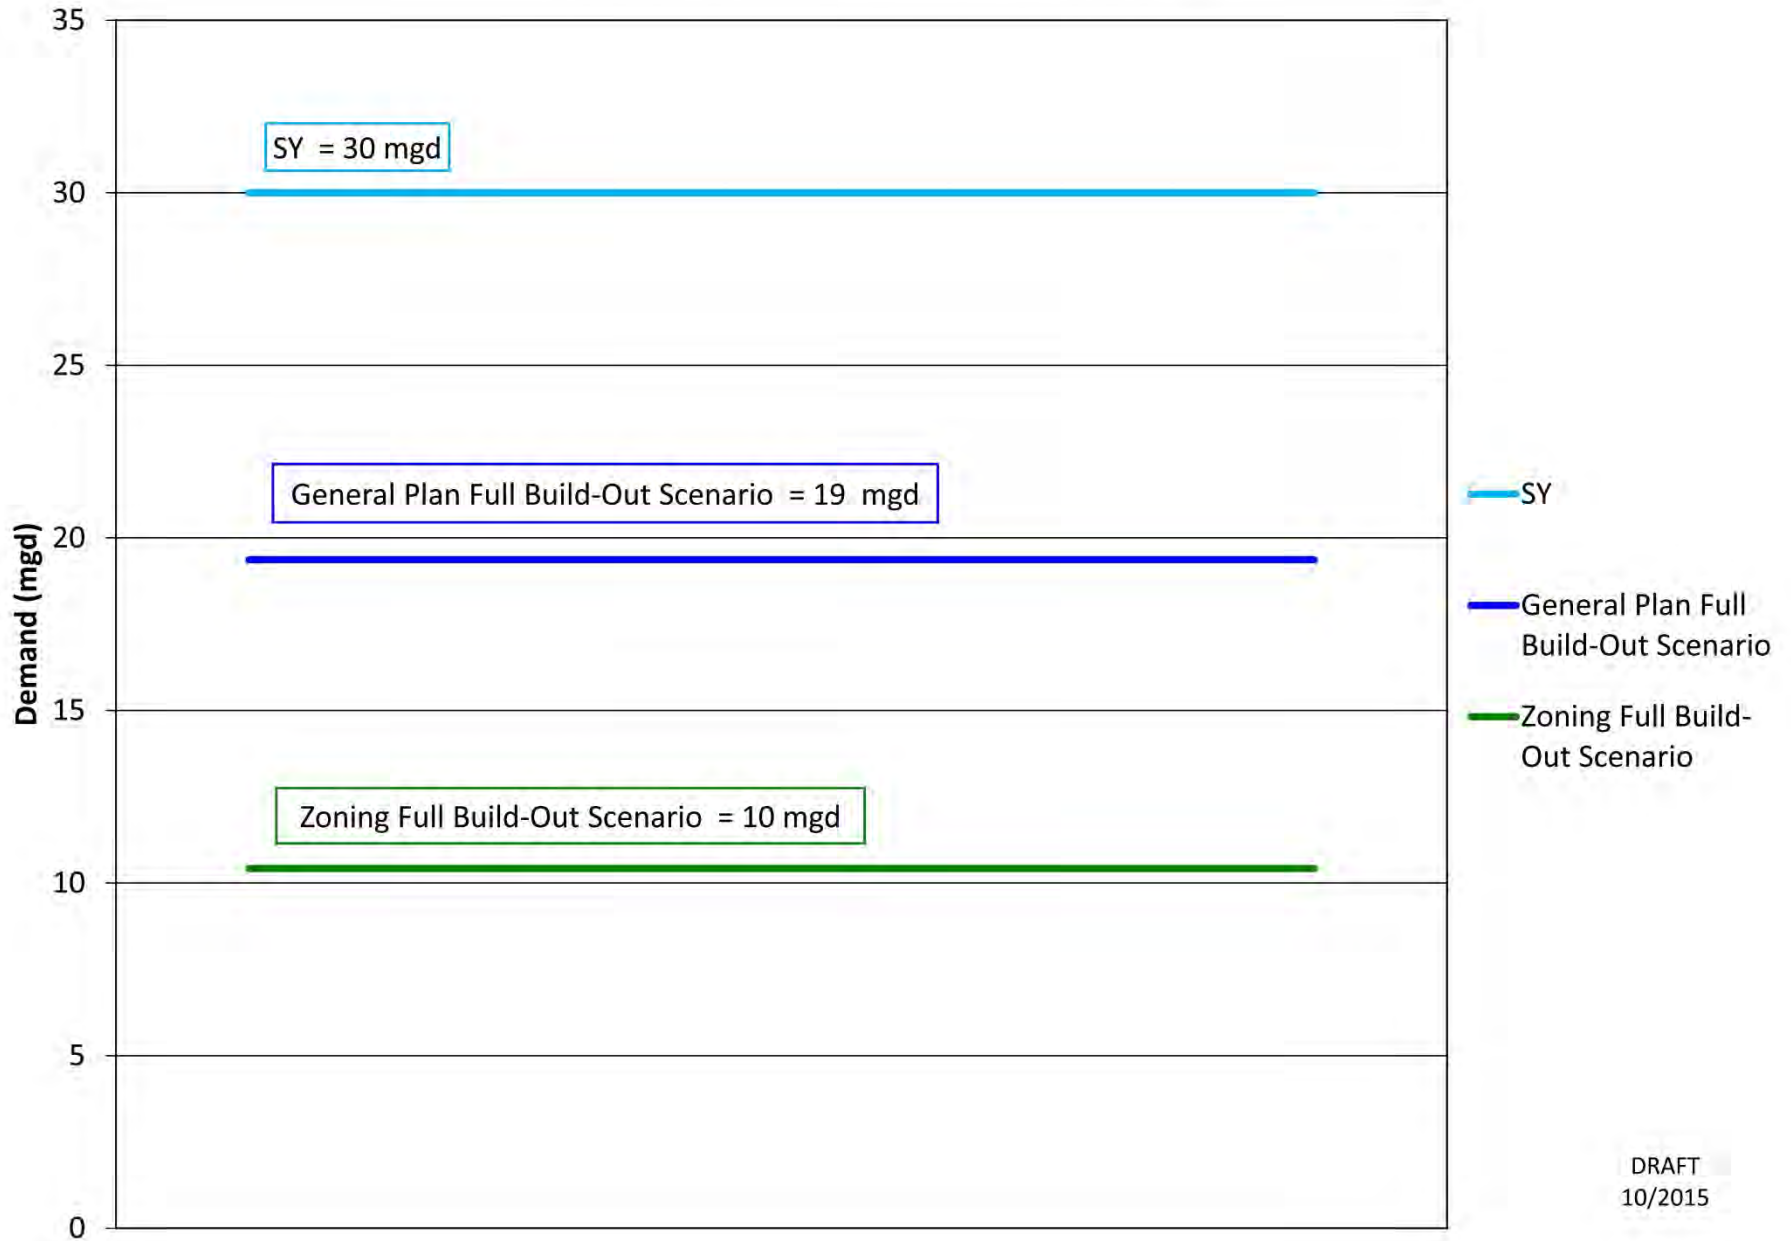 35
SY = 30 mgd
30
25
General Plan Full Build-Out Scenario = 19 mgd
20
Demand (mgd)
15
Zoning Full Build-Out Scenario = 10 mgd
10
5
0
SY
General Plan Full
Build-Out Scenario
Zoning Full Build-
Out Scenario
DRAFT
10/2015